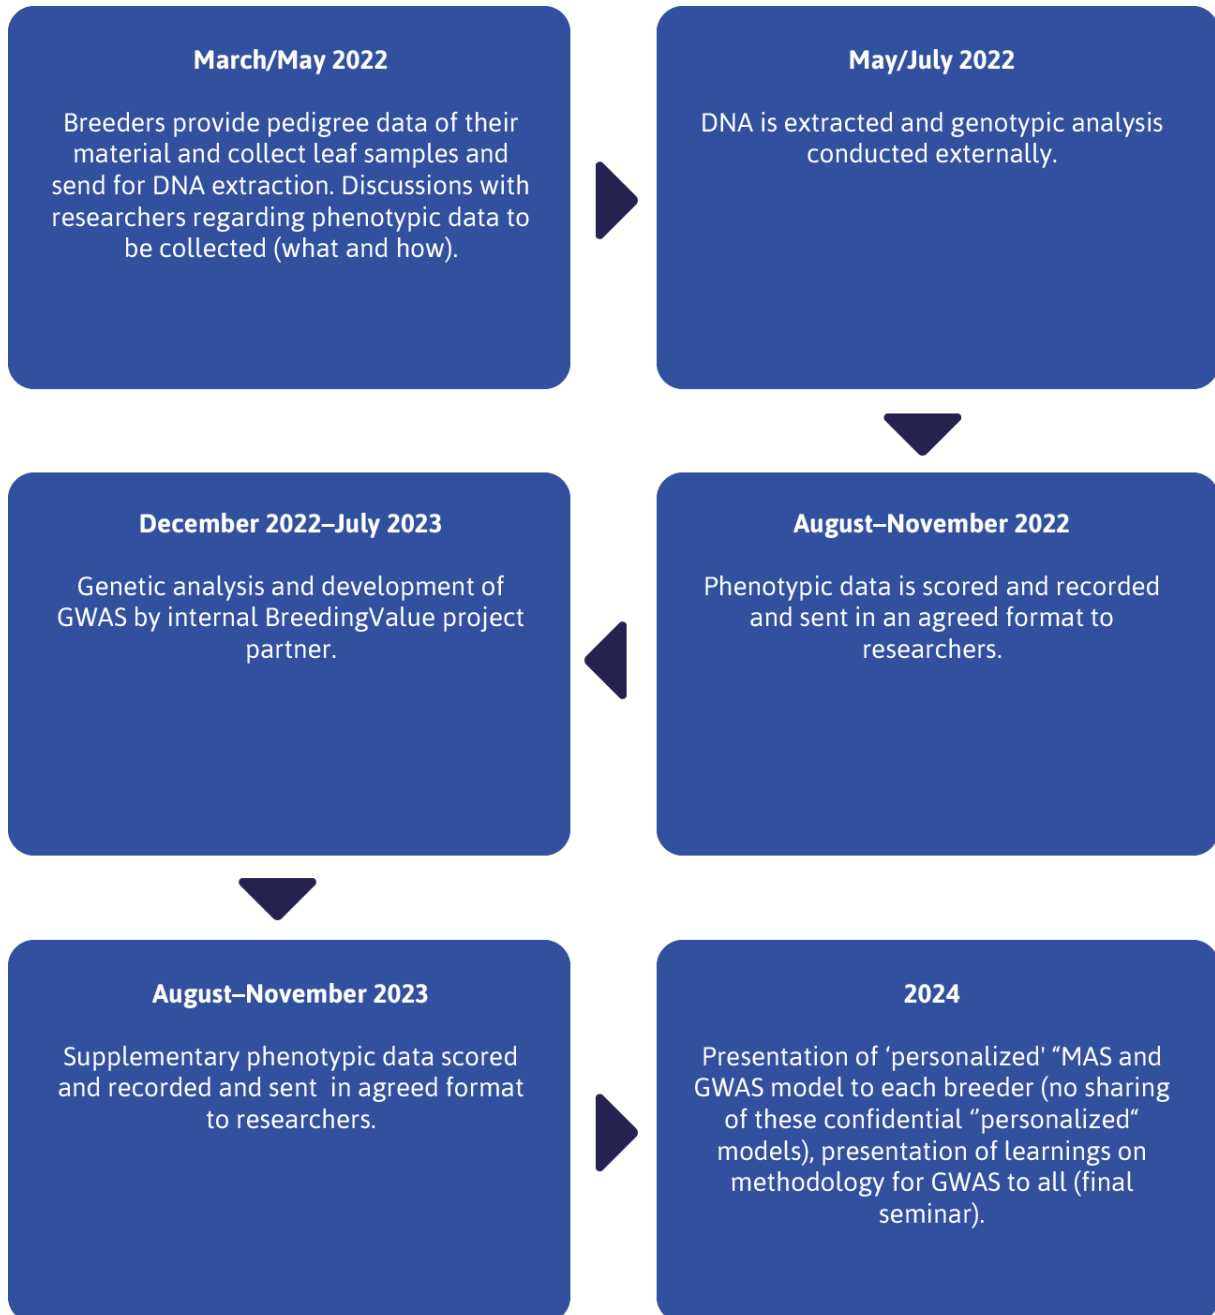 March/May 2022
Breeders provide pedigree data of their
material and collect leaf samples and
send for DNA extraction. Discussions with
researchers regarding phenotypic data to
be collected (what and how).
May/July 2022
DNA is extracted and genotypic analysis
conducted externally.
August–November 2022
Phenotypic data is scored and recorded
and sent in an agreed format to
researchers.
December 2022–July 2023
Genetic analysis and development of
GWAS by internal BreedingValue project
partner.
August–November 2023
Supplementary phenotypic data scored
and recorded and sent  in agreed format
to researchers.
2024
Presentation of ‘personalized' “MAS and
GWAS model to each breeder (no sharing
of these confidential ‘’personalized“
models), presentation of learnings on
methodology for GWAS to all (final
seminar).